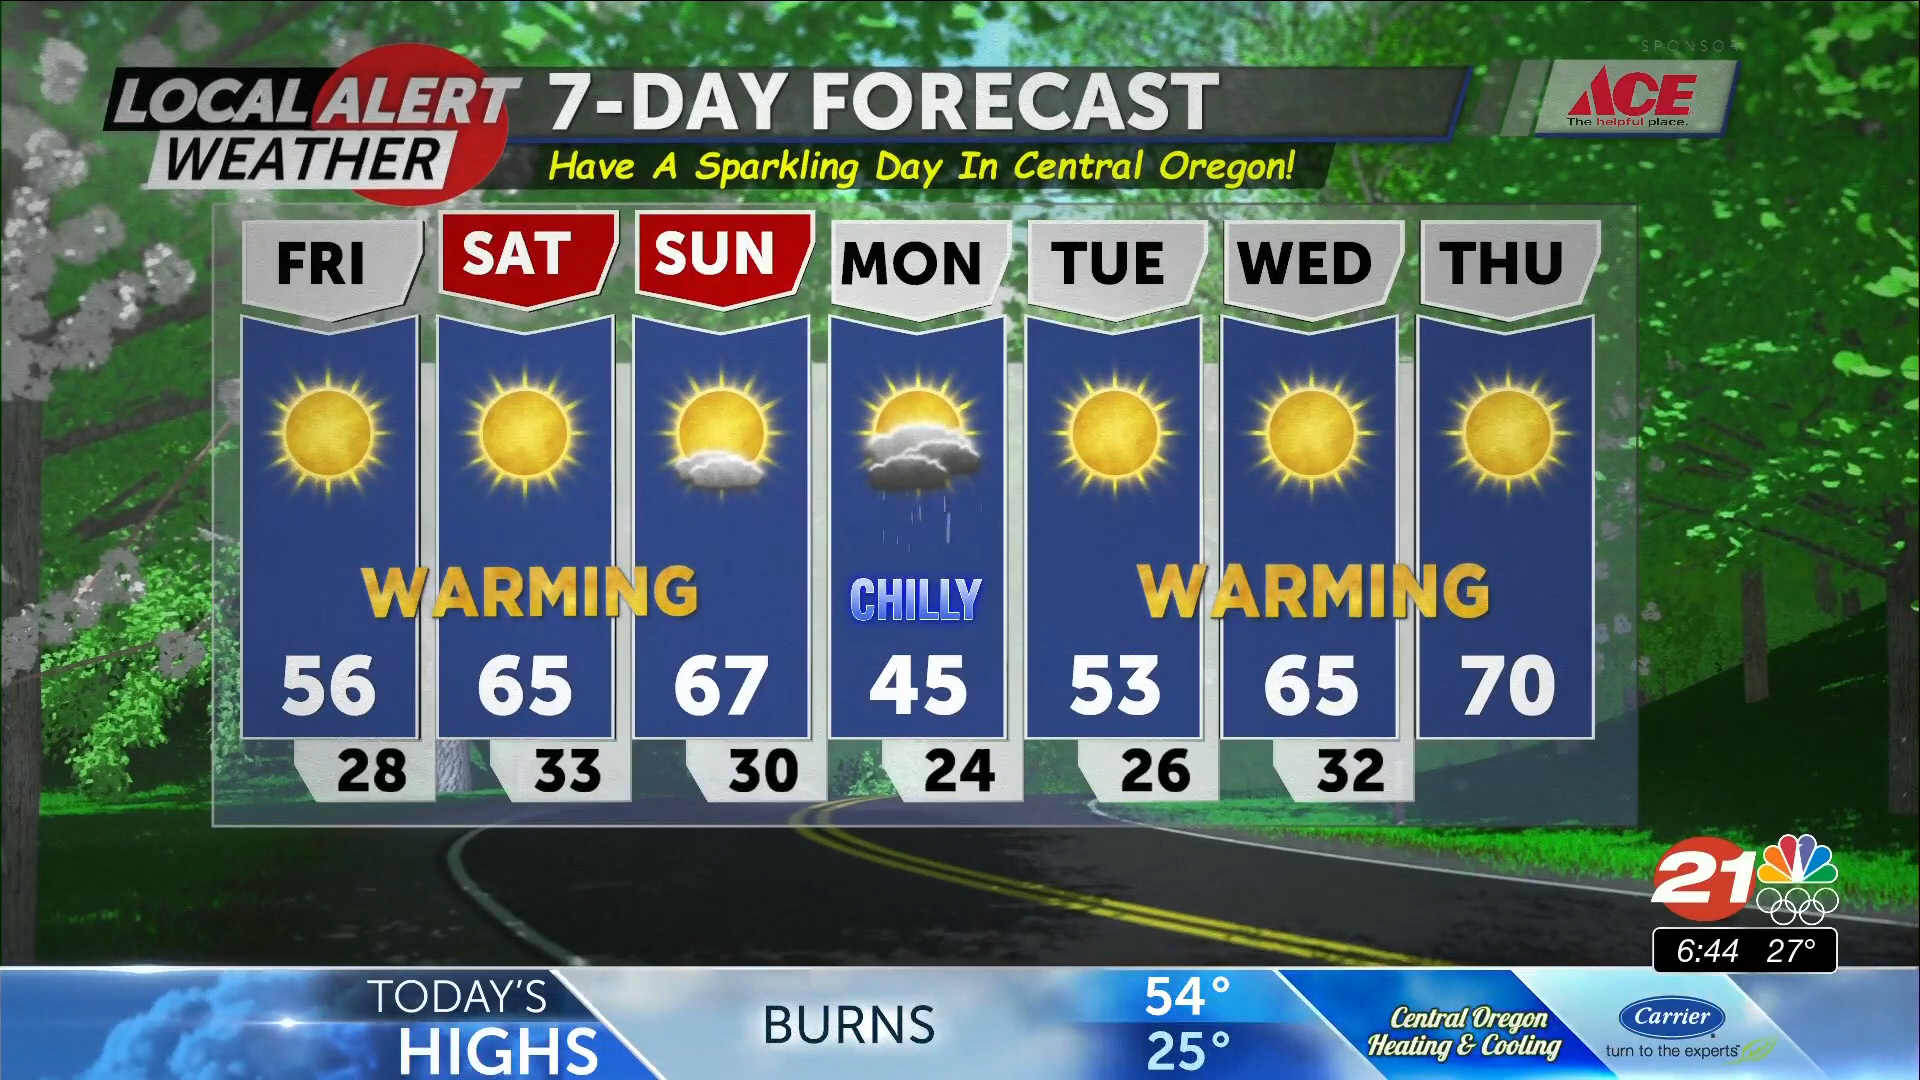 SPONSOR
LOCAL ALERT
WEATHER
7-DAY FORECAST
Have A Sparkling Day In Central Oregon!
ACE
The helpful place.
FRI SAT SUN MON TUE WED THU
WARMING CHILLY WARMING
56 65 67 45 53 65 70
28 33 30 24 26 32
21
6:44 27°
TODAY'S
HIGHS
BURNS
54°
25°
Central Oregon
Heating & Cooling
Carrier
turn to the experts